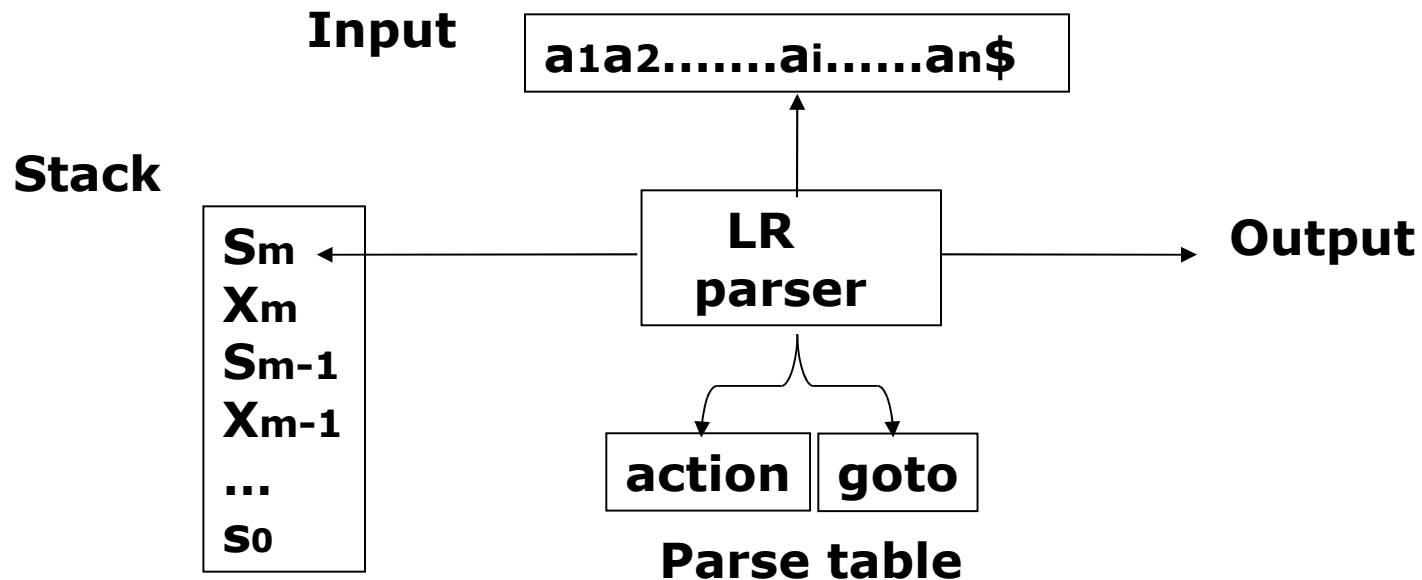 Input
a1a2.......ai......an$
Stack
LR
parser
Output
Sm
Xm
Sm-1
Xm-1
...
s0
action
goto
Parse table